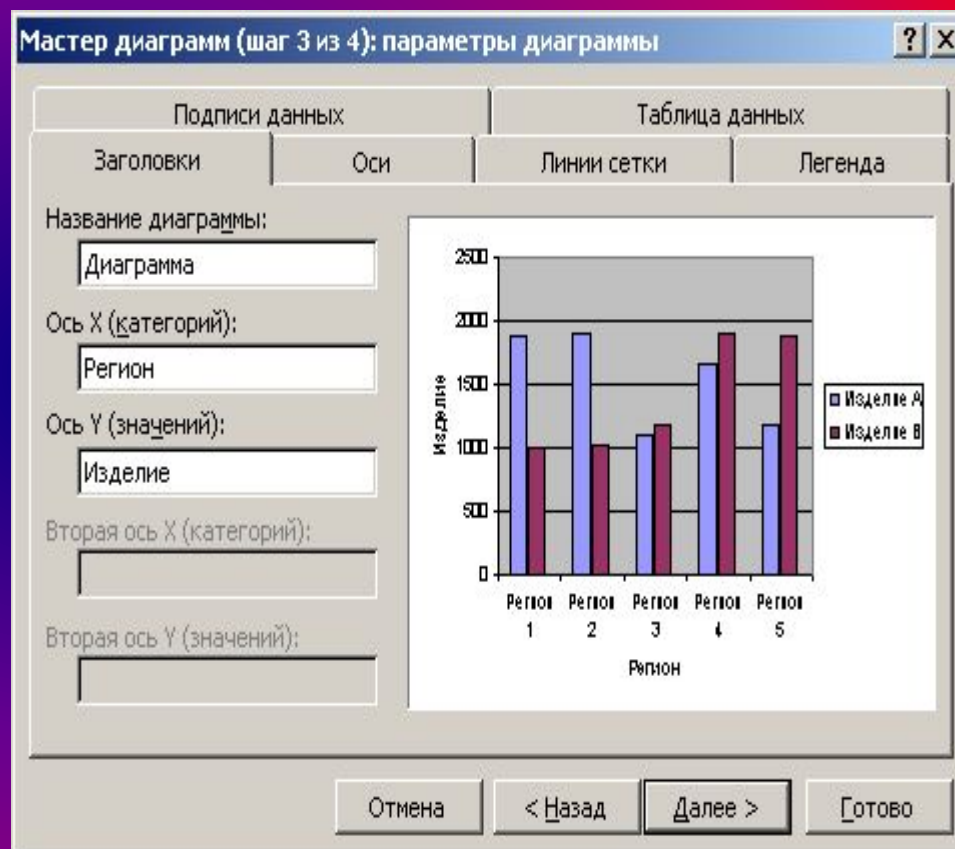 Мастер диаграмм (шаг 3 из 4): параметры диаграммы
Подписи данных
Таблица данных
Заголовки
Оси
Линии сетки
Легенда
Название диаграммы:
Диаграмма
Ось X (категорий):
Регион
Ось Y (значений):
Изделие
Вторая ось X (категорий):
Вторая ось Y (значений):
2500
2000
1500
1000
500
0
Изделие
Регион Регион Регион Регион Регион
1 2 3 4 5
Регион
Изделие A
Изделие B
Отмена
< Назад
Далее >
Готово